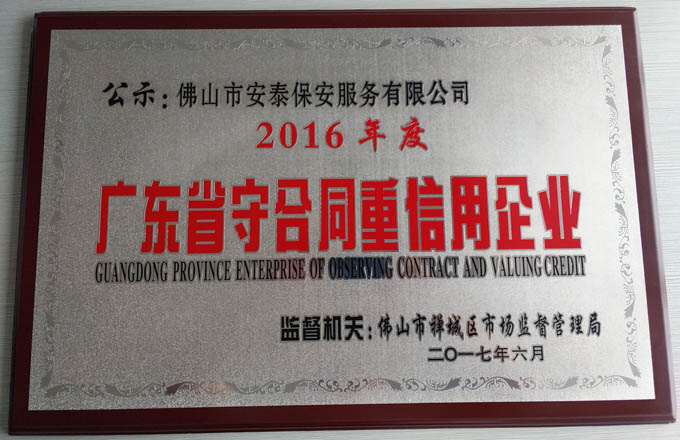 公示：佛山市安泰保安服务有限公司
2016年度
广东省守合同重信用企业
GUANGDONG PROVINCE ENTERPRISE OF OBSERVING CONTRACT AND VALUING CREDIT
监督机关：佛山市禅城区市场监督管理局
二〇一七年六月